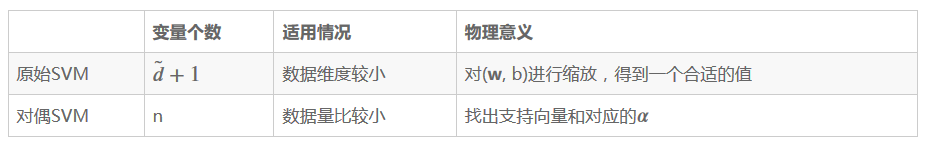 变量个数 适用情况 物理意义
原始SVM d̃ + 1 数据维度较小 对(w, b)进行缩放，得到一个合适的值
对偶SVM n 数据量比较小 找出支持向量和对应的α